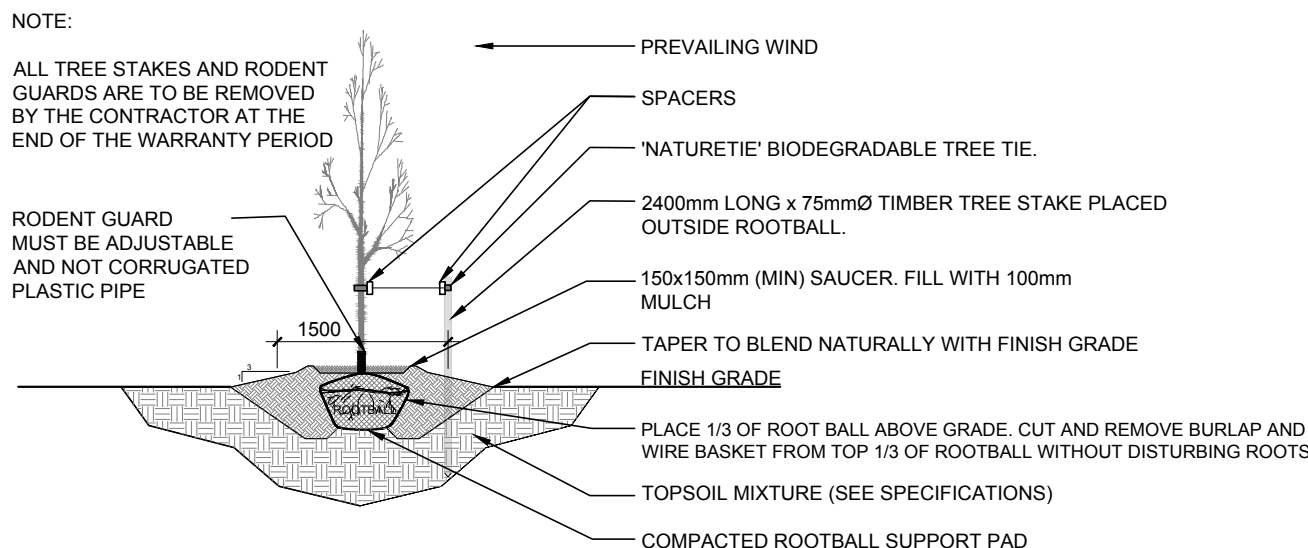 NOTE:
ALL TREE STAKES AND RODENT
GUARDS ARE TO BE REMOVED
BY THE CONTRACTOR AT THE
END OF THE WARRANTY PERIOD
RODENT GUARD
MUST BE ADJUSTABLE
AND NOT CORRUGATED
PLASTIC PIPE
1500
3
1
ROOTBALL
PREVAILING WIND
SPACERS
'NATURETIE' BIODEGRADABLE TREE TIE.
2400mm LONG x 75mmØ TIMBER TREE STAKE PLACED
OUTSIDE ROOTBALL.
150x150mm (MIN) SAUCER. FILL WITH 100mm
MULCH
TAPER TO BLEND NATURALLY WITH FINISH GRADE
FINISH GRADE
PLACE 1/3 OF ROOT BALL ABOVE GRADE. CUT AND REMOVE BURLAP AND
WIRE BASKET FROM TOP 1/3 OF ROOTBALL WITHOUT DISTURBING ROOTS
TOPSOIL MIXTURE (SEE SPECIFICATIONS)
COMPACTED ROOTBALL SUPPORT PAD